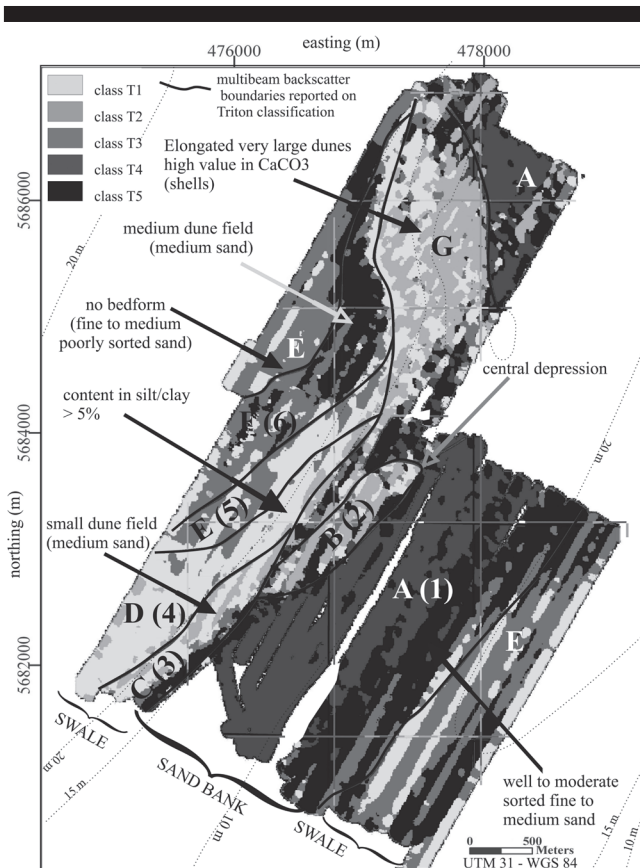 easting (m)
476000
478000
class T1
class T2
class T3
class T4
class T5
multibeam backscatter
boundaries reported on
Triton classification
Elongated very large dunes
high value in CaCO3
(shells)
A
5686000
G
medium dune field
(medium sand)
20 m
no bedform
(fine to medium
poorly sorted sand)
E
central depression
content in silt/clay
> 5%
(6)
5684000
20 m
E (5)
B (2)
northing (m)
small dune field
(medium sand)
A (1)
D (4)
E
C (3)
5682000
SWALE
20 m
15 m
SAND BANK
10 m
SWALE
well to moderate
sorted fine to
medium sand
15 m
10 m
0 500
Meters
UTM 31 - WGS 84